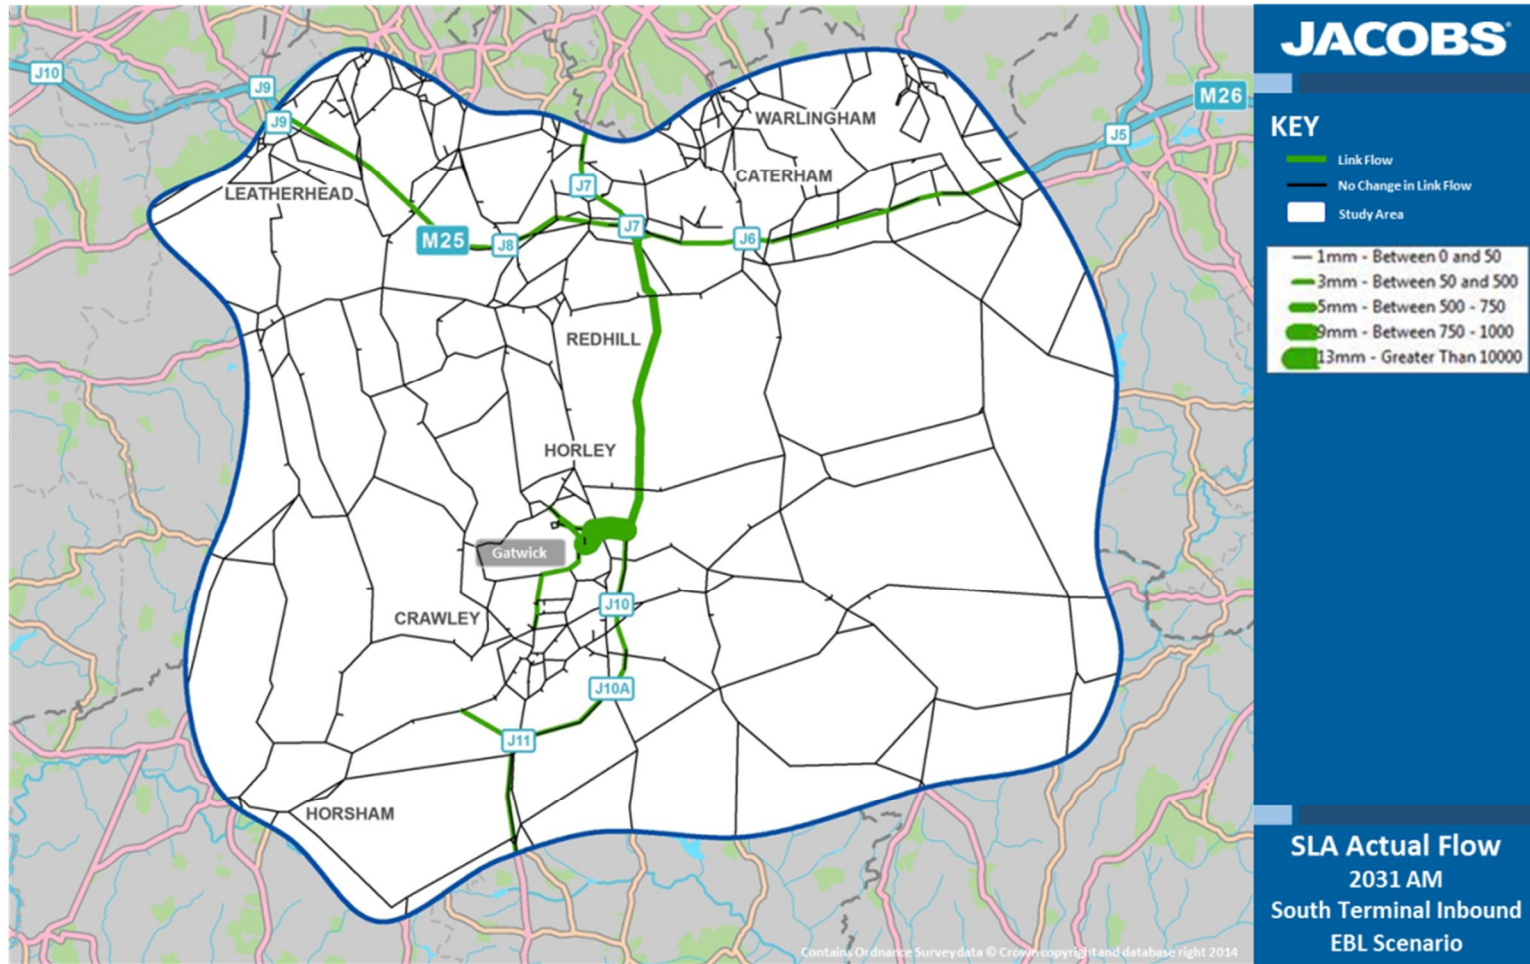 JACOBS
KEY
Link Flow
No Change in Link Flow
Study Area
1mm - Between 0 and 50
3mm - Between 50 and 500
5mm - Between 500 - 750
9mm - Between 750 - 1000
13mm - Greater Than 10000
J10
J9
J9
M26
J5
WARLINGHAM
CATERHAM
LEATHERHEAD
J7
J7
M25
J8
J6
REDHILL
HORLEY
Gatwick
CRAWLEY
J10
J10A
J11
HORSHAM
Contains Ordnance Survey data © Crown copyright and database right 2014
SLA Actual Flow
2031 AM
South Terminal Inbound
EBL Scenario